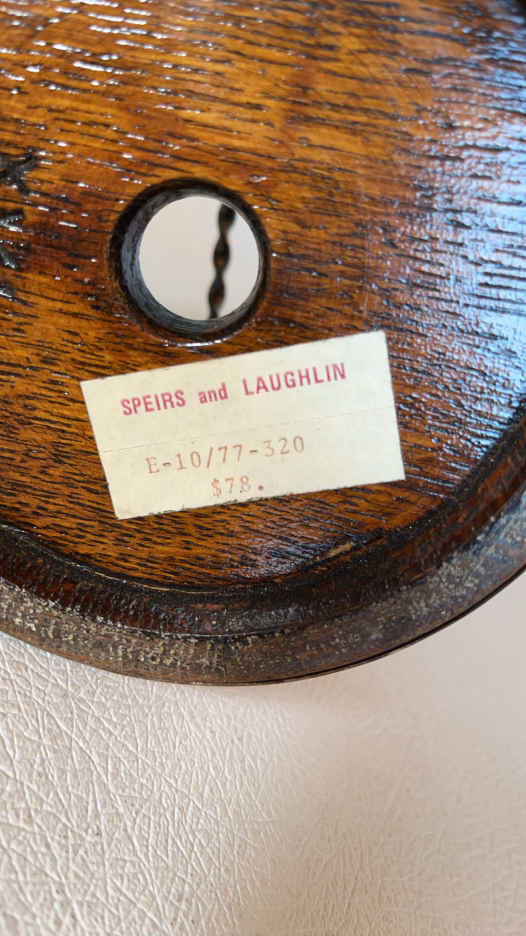 SPEIRS and LAUGHLIN
E-10/77-320
$78.